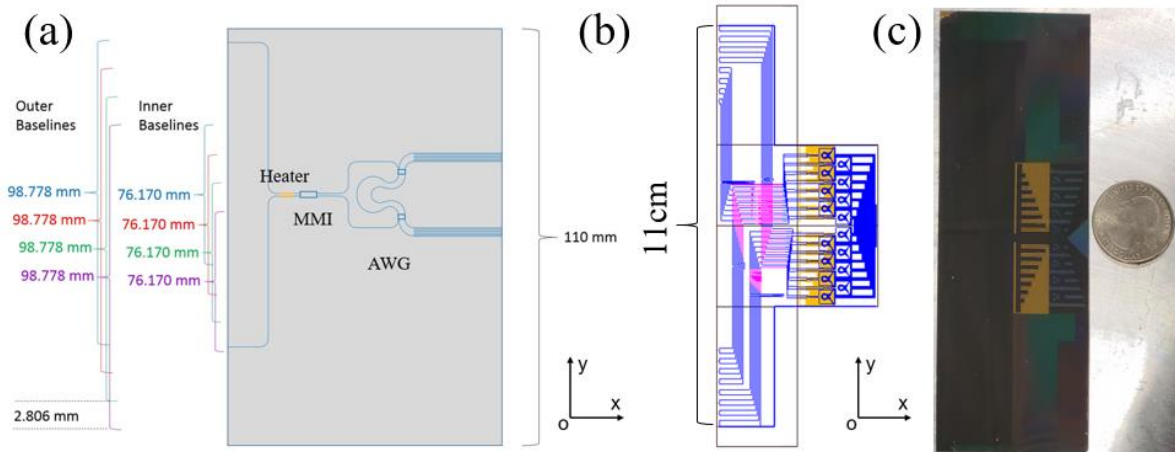 (a)
(b)
(c)
Outer
Baselines
Inner
Baselines
98.778 mm
98.778 mm
98.778 mm
98.778 mm
76.170 mm
76.170 mm
76.170 mm
76.170 mm
2.806 mm
Heater
MMI
AWG
110 mm
y
x
o
11cm
y
x
o